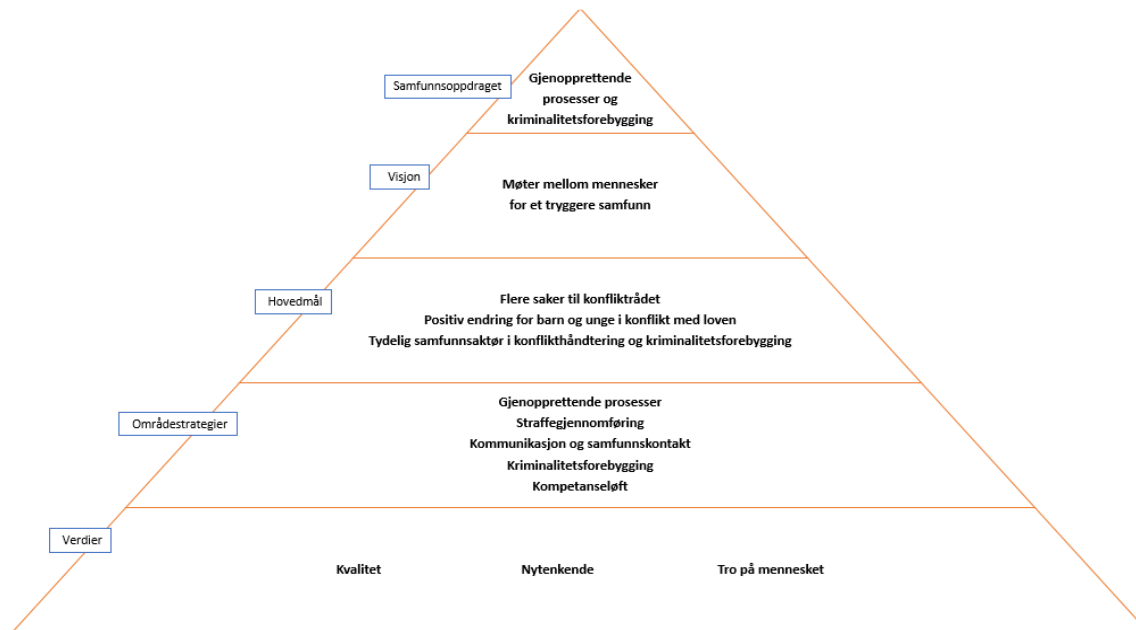 Samfunnsoppdraget
Gjenopprettende
prosesser og
kriminalitetsforebygging
Visjon
Møter mellom mennesker
for et tryggere samfunn
Hovedmål
Flere saker til konfliktrådet
Positiv endring for barn og unge i konflikt med loven
Tydelig samfunnsaktør i konflikthåndtering og kriminalitetsforebygging
Områdestrategier
Gjenopprettende prosesser
Straffegjennomføring
Kommunikasjon og samfunnskontakt
Kriminalitetsforebygging
Kompetanseløft
Verdier
Kvalitet Nytenkende Tro på mennesket